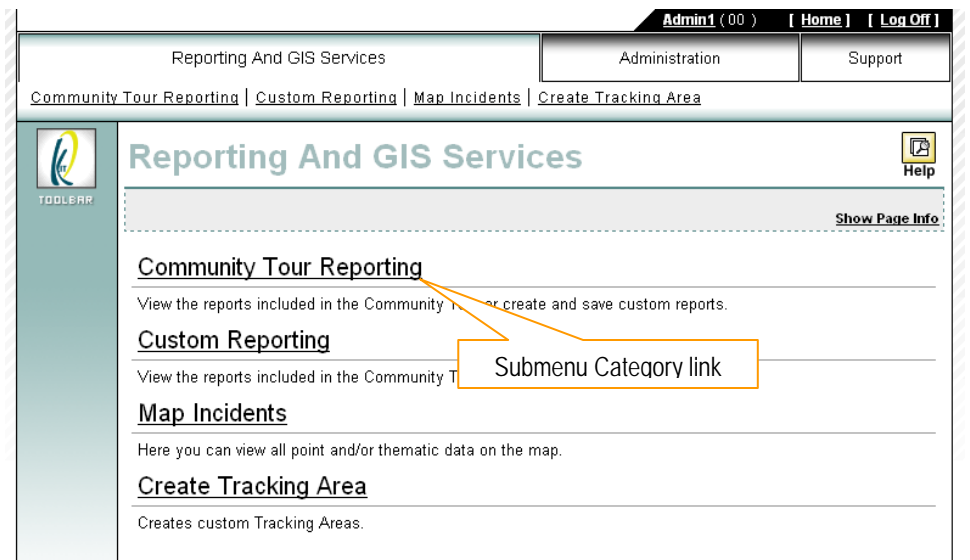 Admin1 ( 00 ) [ Home ] [ Log Off ]
Reporting And GIS Services Administration Support
Community Tour Reporting | Custom Reporting | Map Incidents | Create Tracking Area
TOOLBAR
Reporting And GIS Services
Help
Show Page Info
Community Tour Reporting
View the reports included in the Community or create and save custom reports.
Custom Reporting
Submenu Category link
View the reports included in the Community T
Map Incidents
Here you can view all point and/or thematic data on the map.
Create Tracking Area
Creates custom Tracking Areas.